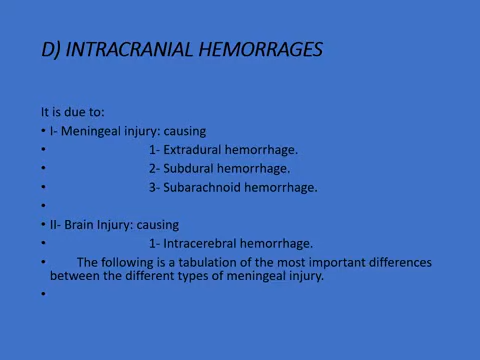 D) INTRACRANIAL HEMORRAGES
It is due to:
• I- Meningeal injury: causing
• 1- Extradural hemorrhage.
• 2- Subdural hemorrhage.
• 3- Subarachnoid hemorrhage.
•
• II- Brain Injury: causing
• 1- Intracerebral hemorrhage.
• The following is a tabulation of the most important differences
between the different types of meningeal injury.
•